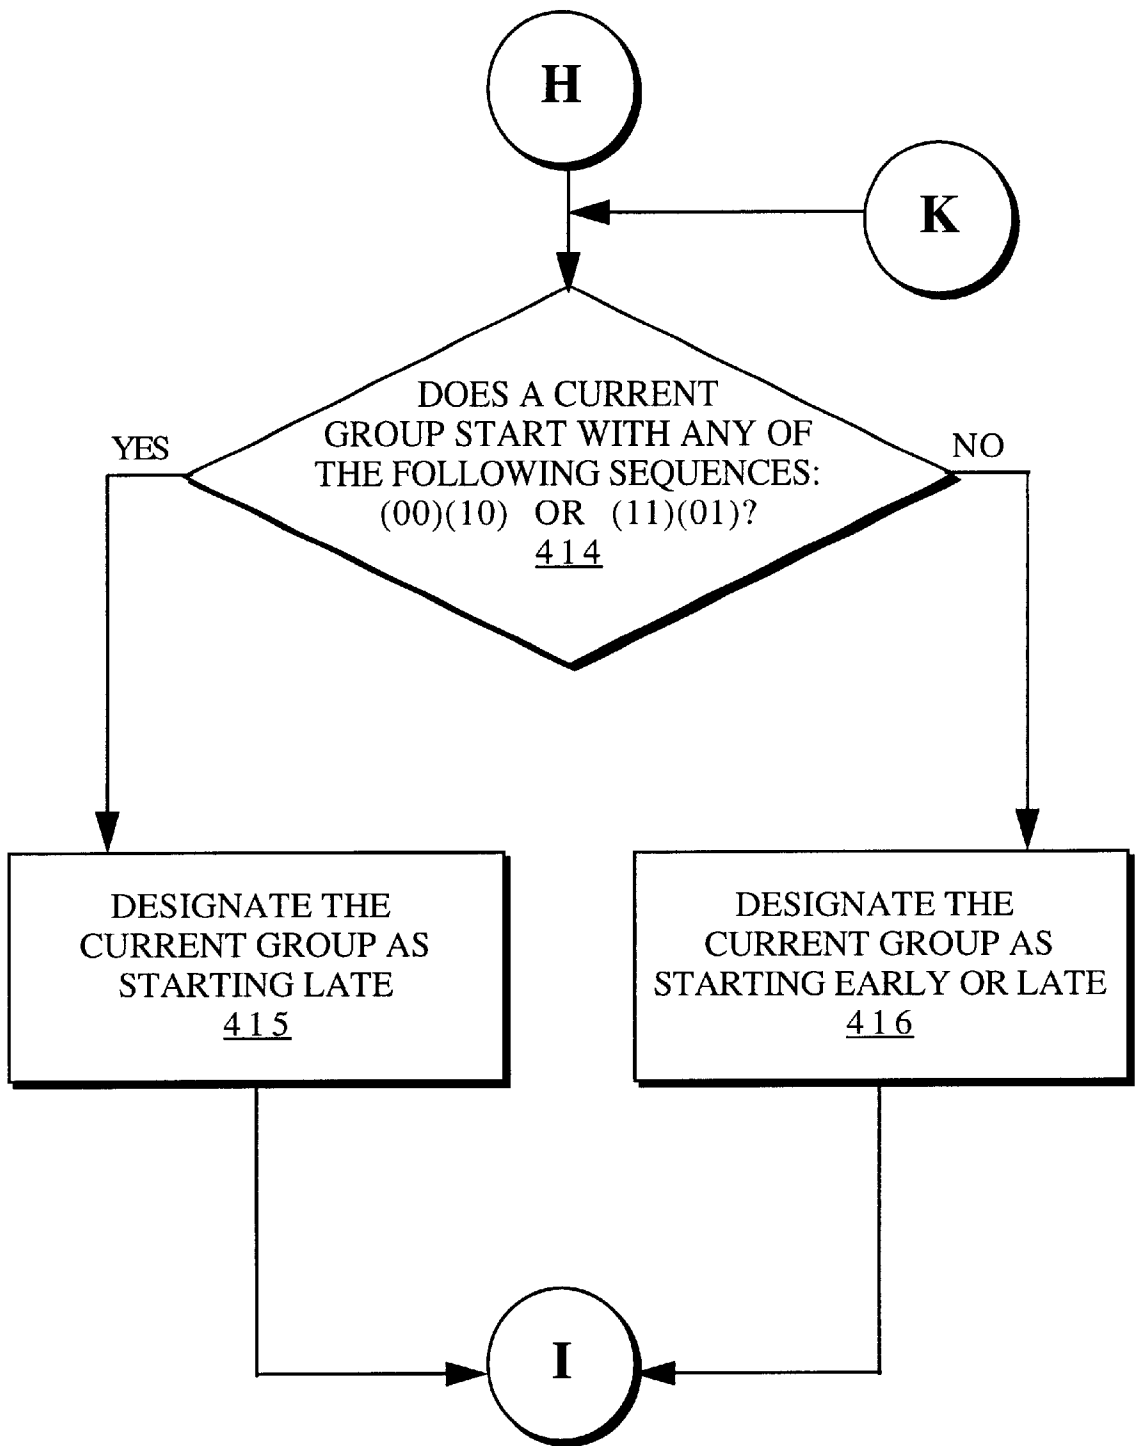 H
K
DOES A CURRENT
GROUP START WITH ANY OF
THE FOLLOWING SEQUENCES:
(00)(10) OR (11)(01)?
414
YES
NO
DESIGNATE THE
CURRENT GROUP AS
STARTING LATE
415
DESIGNATE THE
CURRENT GROUP AS
STARTING EARLY OR LATE
416
I